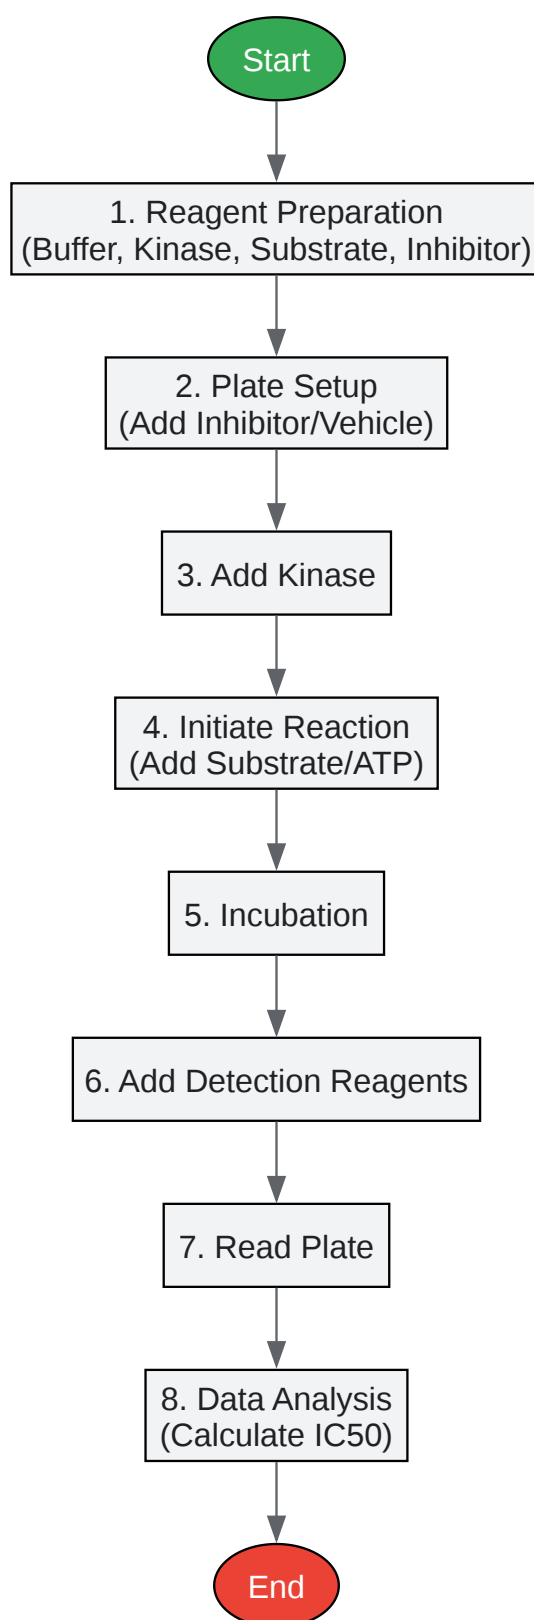 Start
1. Reagent Preparation
(Buffer, Kinase, Substrate, Inhibitor)
2. Plate Setup
(Add Inhibitor/Vehicle)
3. Add Kinase
4. Initiate Reaction
(Add Substrate/ATP)
5. Incubation
6. Add Detection Reagents
7. Read Plate
8. Data Analysis
(Calculate IC50)
End